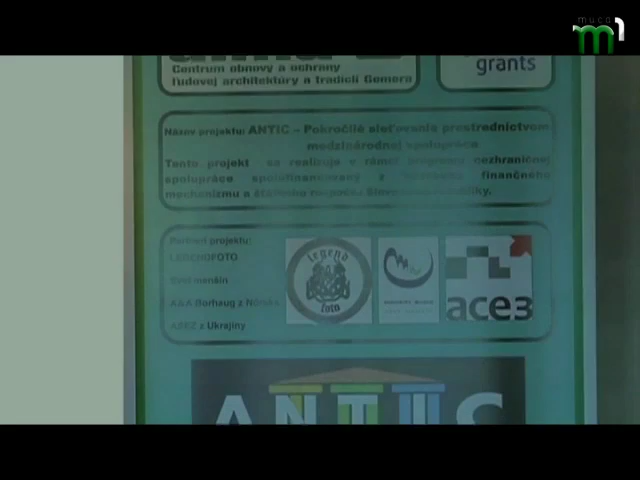 muca
m1
Centrum obnovy a ochrany
ľudovej architektúry a tradícií Gemera
grants
Názov projektu: ANTIC – Pokročilé sieťovanie prostredníctvom
medzinárodnej spolupráce
Tento projekt sa realizuje v rámci programu cezhraničnej
spolupráce spolufinancovaný z finančného
mechanizmu a štátneho rozpočtu Slovenskej republiky.
Partneri projektu:
LEGENDFOTO
legend
foto
A&A Borhaug z Nórska
z Ukrajiny
ace3
ANTIC